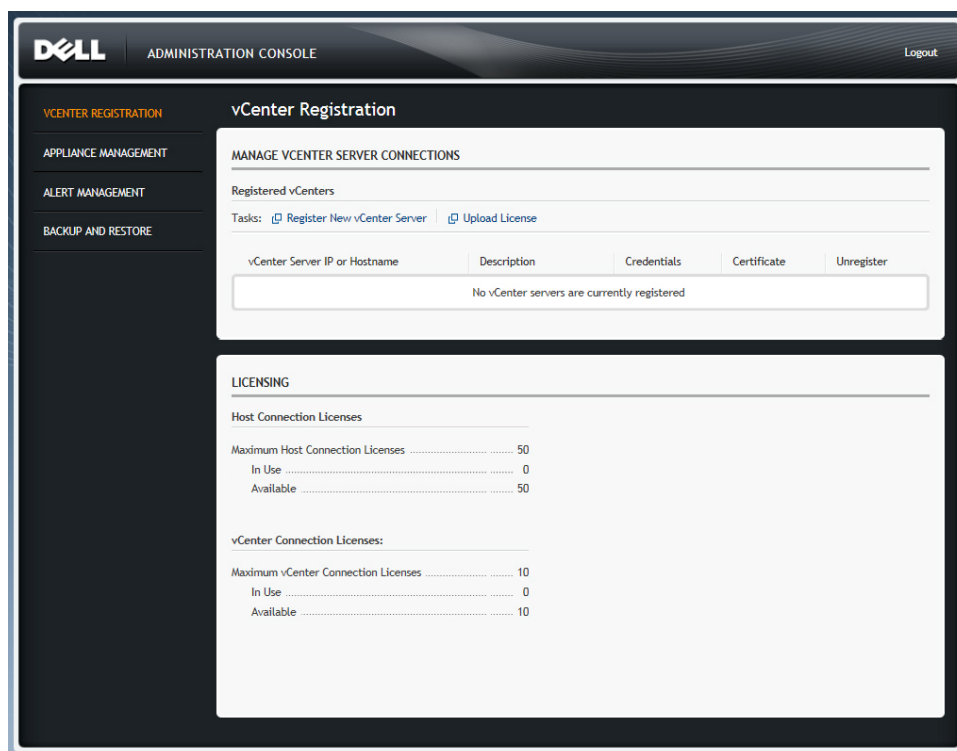 DELL ADMINISTRATION CONSOLE Logout
VCENTER REGISTRATION
APPLIANCE MANAGEMENT
ALERT MANAGEMENT
BACKUP AND RESTORE
vCenter Registration
MANAGE VCENTER SERVER CONNECTIONS
Registered vCenters
Tasks: Register New vCenter Server Upload License
vCenter Server IP or Hostname Description Credentials Certificate Unregister
No vCenter servers are currently registered
LICENSING
Host Connection Licenses
Maximum Host Connection Licenses 50
In Use 0
Available 50
vCenter Connection Licenses:
Maximum vCenter Connection Licenses 10
In Use 0
Available 10